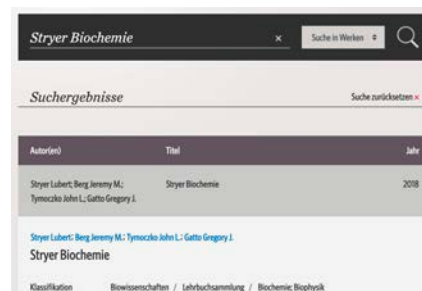 Stryer Biochemie × Suche in Werken
Suchergebnisse Suche zurücksetzen ×
Autor(en) Titel Jahr
Stryer Lubert; Berg Jeremy M.; Stryer Biochemie 2018
Tymoczko John L.; Gatto Gregory J.
Stryer Lubert; Berg Jeremy M.; Tymoczko John L.; Gatto Gregory J.
Stryer Biochemie
Klassifikation Biowissenschaften / Lehrbuchsammlung / Biochemie; Biophysik